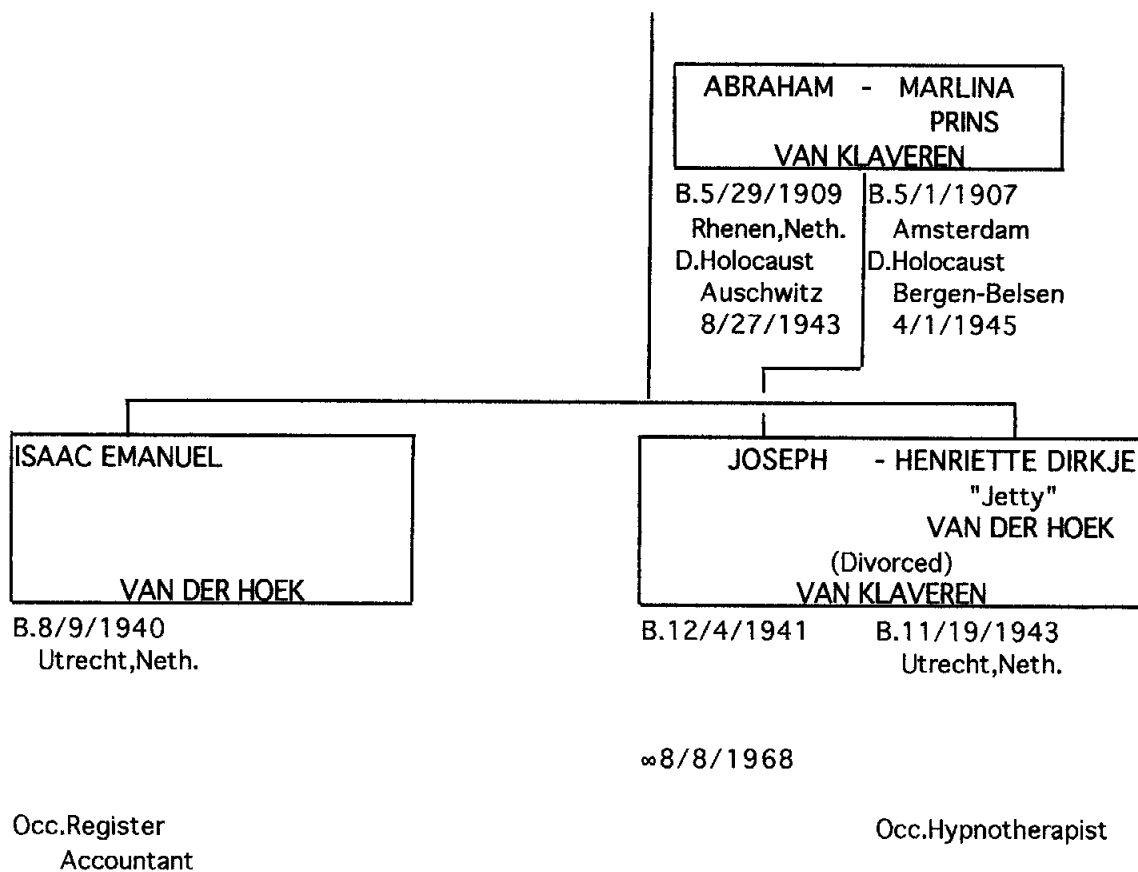 ABRAHAM - MARLINA
PRINS
VAN KLAVEREN
B.5/29/1909 B.5/1/1907
Rhenen,Neth. Amsterdam
D.Holocaust D.Holocaust
Auschwitz Bergen-Belsen
8/27/1943 4/1/1945
ISAAC EMANUEL
VAN DER HOEK
B.8/9/1940
Utrecht,Neth.
JOSEPH - HENRIETTE DIRKJE
"Jetty"
VAN DER HOEK
(Divorced)
VAN KLAVEREN
B.12/4/1941 B.11/19/1943
Utrecht,Neth.
∞8/8/1968
Occ.Register
Accountant
Occ.Hypnotherapist